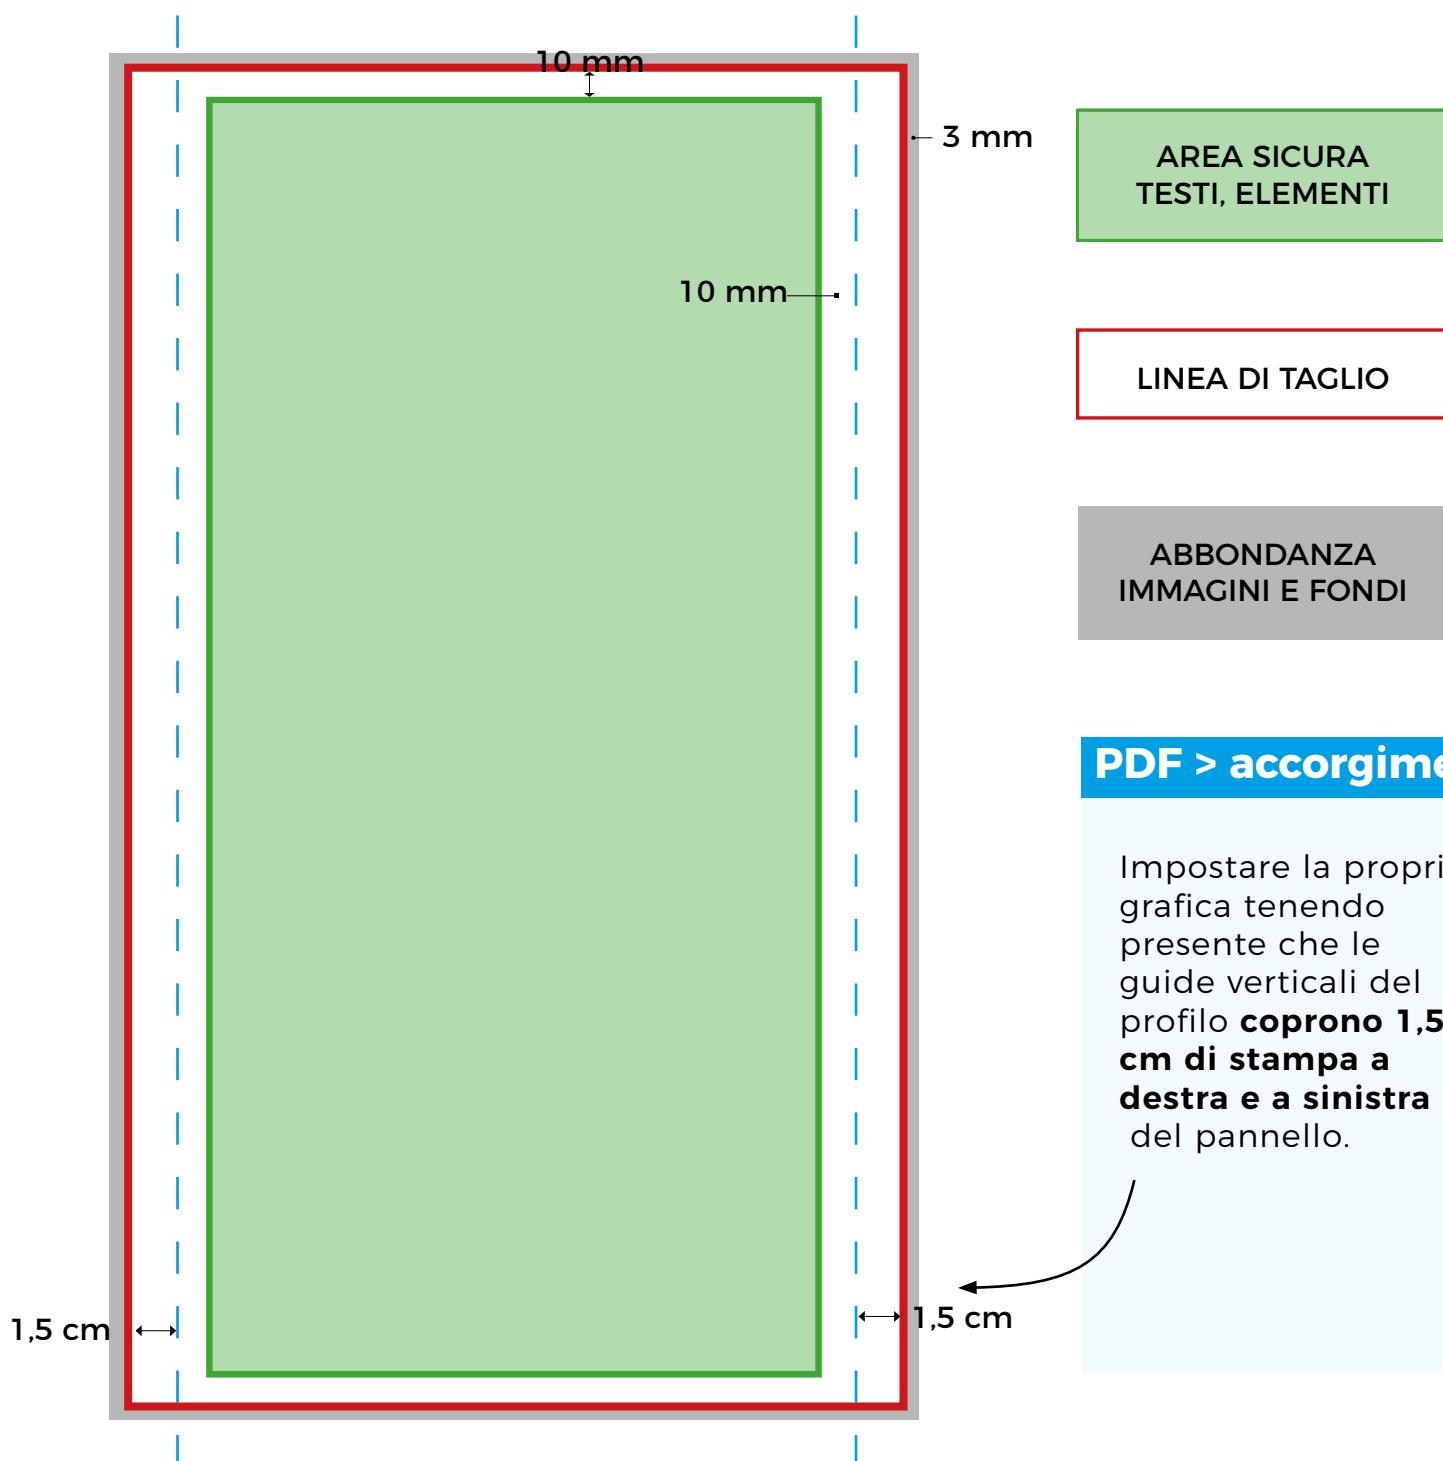 10 mm
3 mm
10 mm
1,5 cm
1,5 cm
AREA SICURA
TESTI, ELEMENTI
LINEA DI TAGLIO
ABBONDANZA
IMMAGINI E FONDI
PDF > accorgime
Impostare la propri
grafica tenendo
presente che le
guide verticali del
profilo coprono 1,5
cm di stampa a
destra e a sinistra
del pannello.